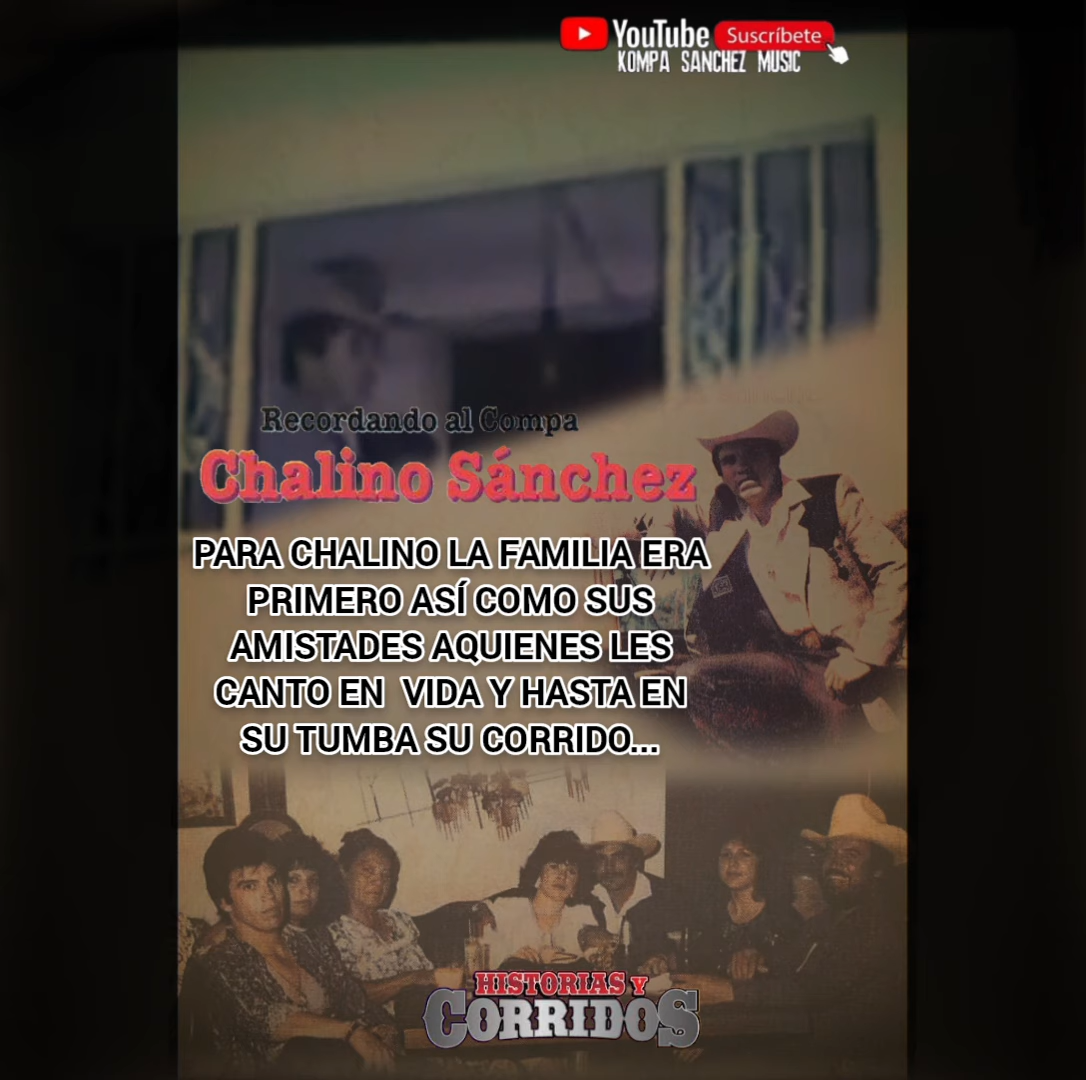 YouTube Suscríbete
KOMPA SANCHEZ MUSIC
Recordando al Compa
Chalino Sánchez
PARA CHALINO LA FAMILIA ERA
PRIMERO ASÍ COMO SUS
AMISTADES AQUIENES LES
CANTO EN VIDA Y HASTA EN
SU TUMBA SU CORRIDO...
HISTORIAS Y
CORRIDOS